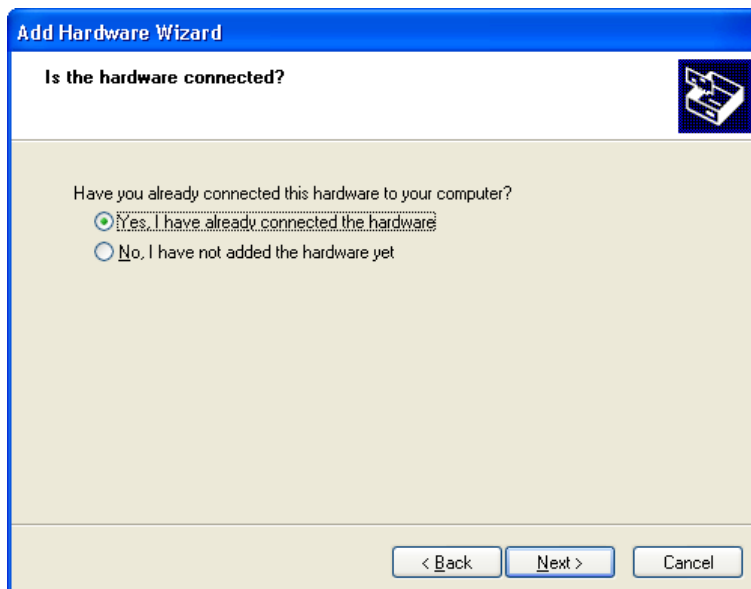 Add Hardware Wizard
Is the hardware connected?
Have you already connected this hardware to your computer?
Yes, I have already connected the hardware
No, I have not added the hardware yet
< Back
Next >
Cancel